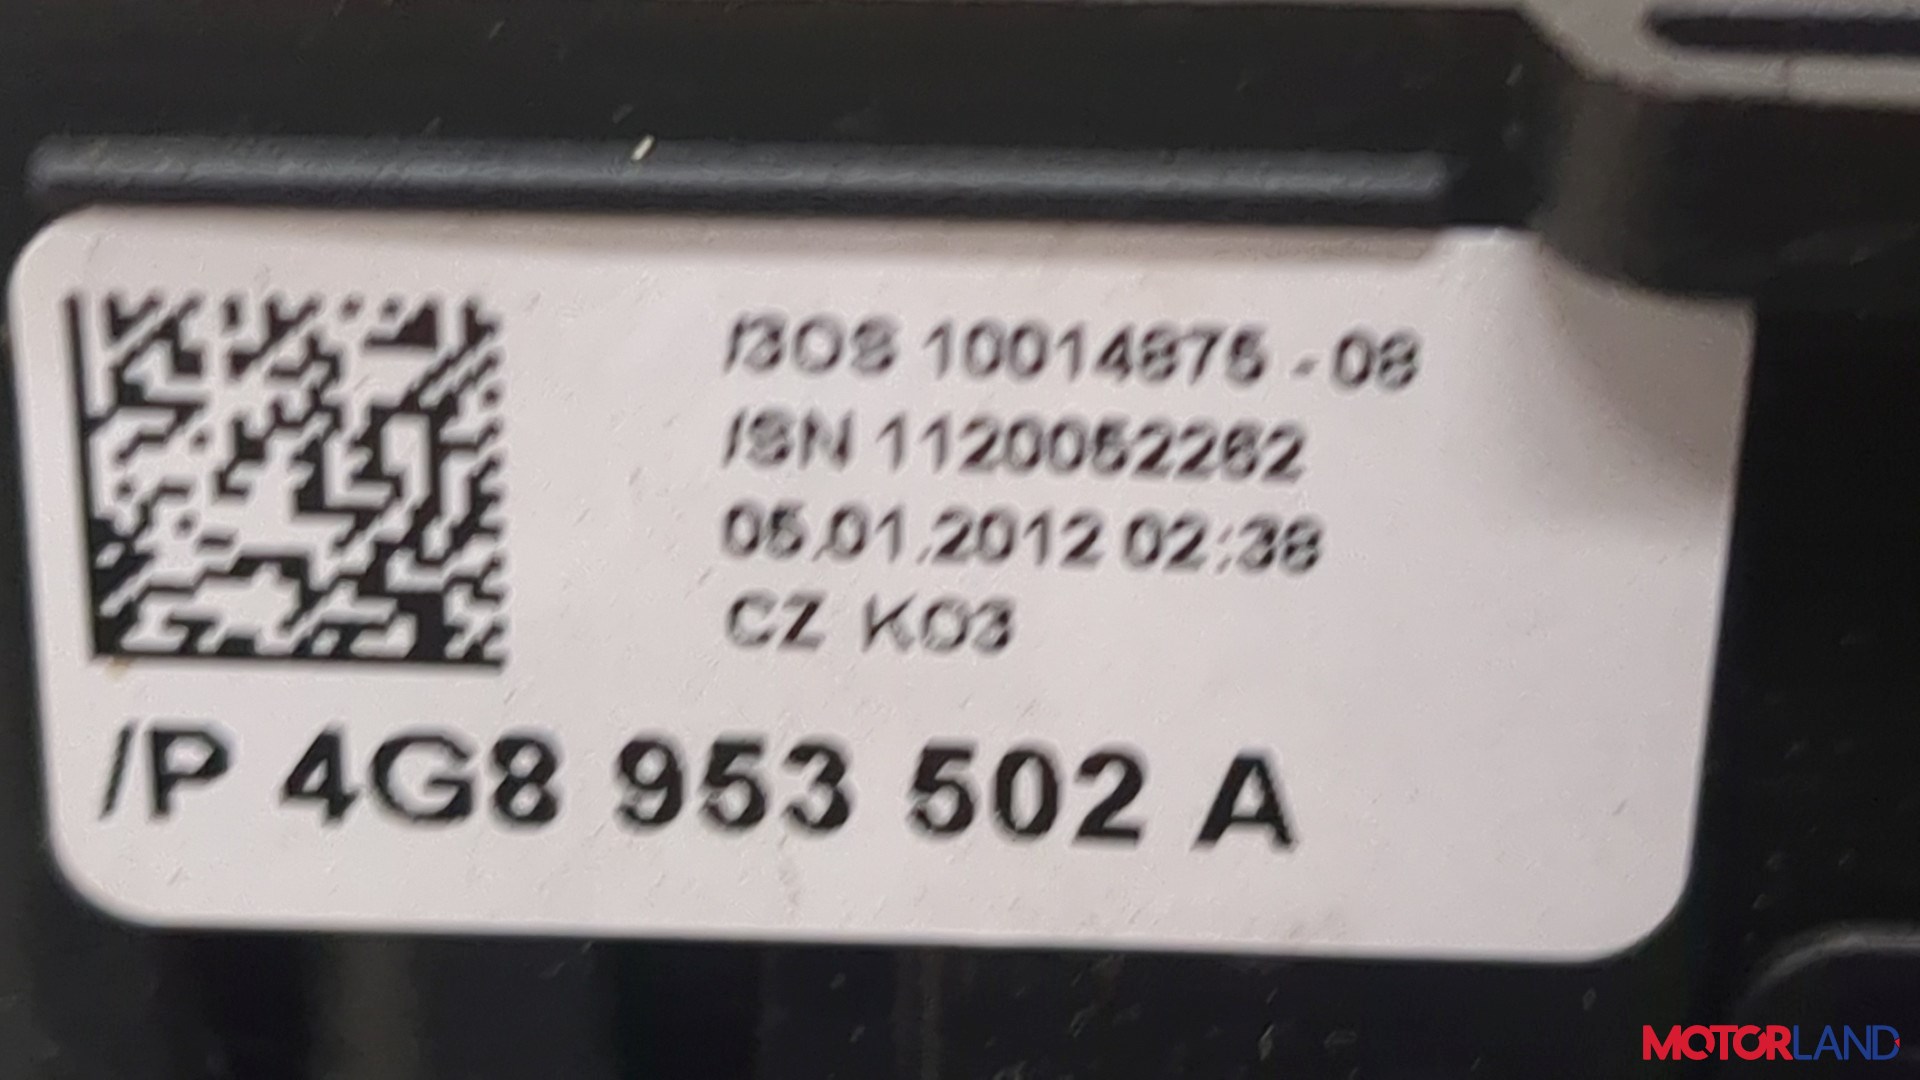 /3OS 10014875 - 08
/SN 1120052262
05.01.2012 02:38
CZ K03
/P 4G8 953 502 A
MOTORLAND